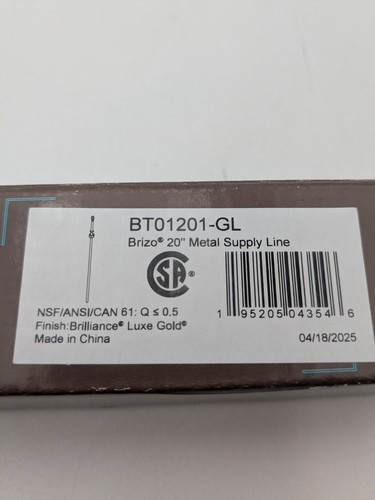 BT01201-GL
Brizo® 20" Metal Supply Line
CSA
NSF/ANSI/CAN 61: Q ≤ 0.5
Finish:Brilliance® Luxe Gold®
Made in China
1 95205 04354 6
04/18/2025